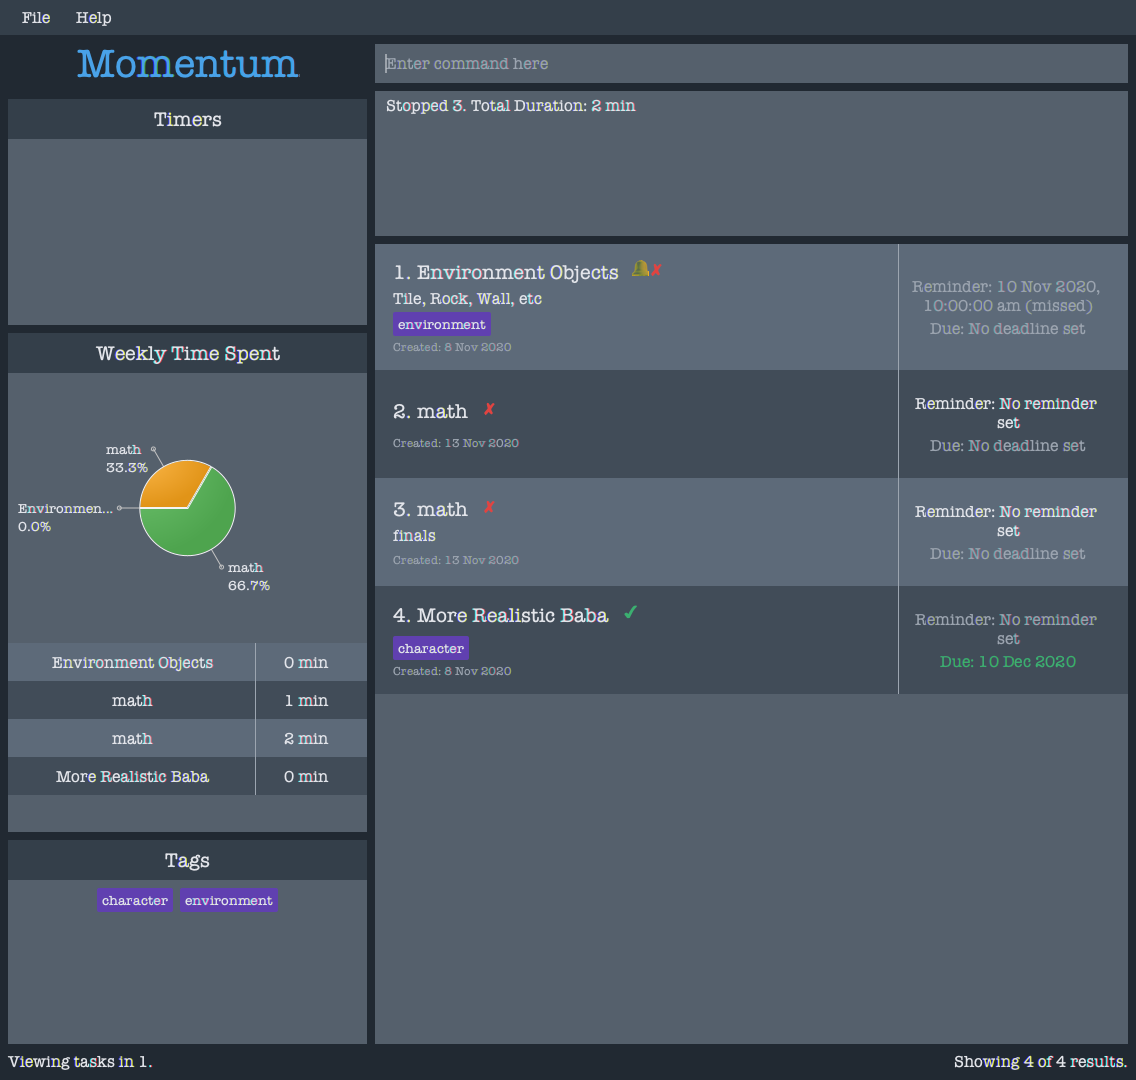 File Help
Momentum
Timers
Weekly Time Spent
math
33.3%
Environmen...
0.0%
math
66.7%
Environment Objects 0 min
math 1 min
math 2 min
More Realistic Baba 0 min
Tags
character environment
Enter command here
Stopped 3. Total Duration: 2 min
1. Environment Objects
Tile, Rock, Wall, etc
environment
Created: 8 Nov 2020
Reminder: 10 Nov 2020,
10:00:00 am (missed)
Due: No deadline set
2. math
Created: 13 Nov 2020
Reminder: No reminder
set
Due: No deadline set
3. math
finals
Created: 13 Nov 2020
Reminder: No reminder
set
Due: No deadline set
4. More Realistic Baba
character
Created: 8 Nov 2020
Reminder: No reminder
set
Due: 10 Dec 2020
Viewing tasks in 1.
Showing 4 of 4 results.